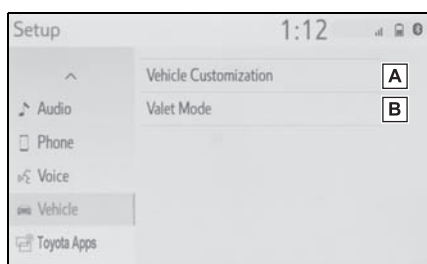 Setup
1:12
Vehicle Customization
A
Valet Mode
B
Audio
Phone
Voice
Vehicle
Toyota Apps